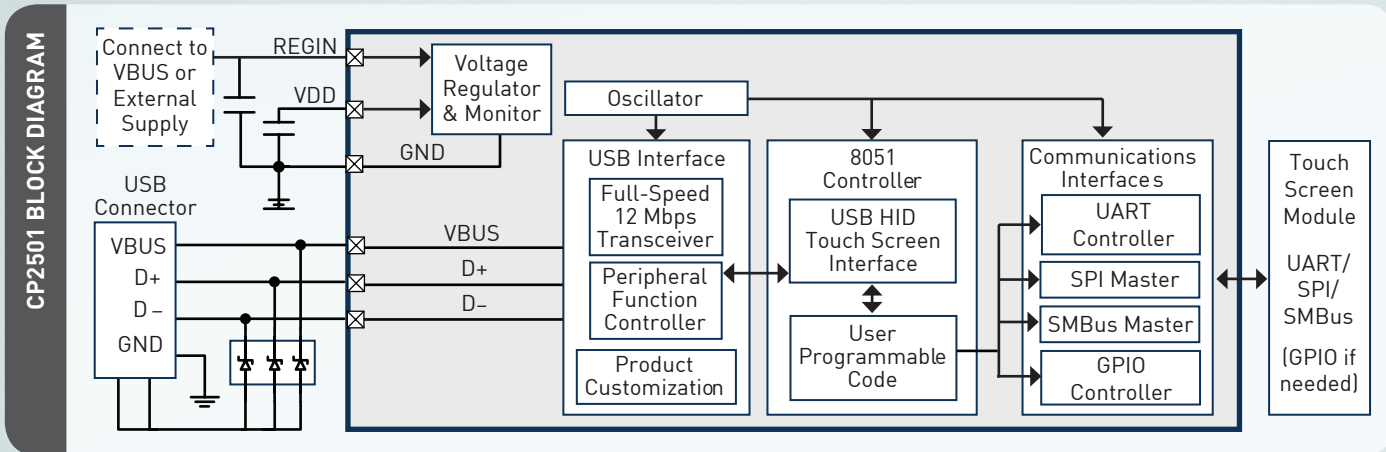 CP2501 BLOCK DIAGRAM
Connect to
VBUS or
External
Supply
REGIN
VDD
GND
Voltage
Regulator
& Monitor
Oscillator
USB
Connector
VBUS
D+
D–
GND
VBUS
D+
D–
USB Interface
Full-Speed
12 Mbps
Transceiver
Peripheral
Function
Controller
Product
Customization
8051
Controller
USB HID
Touch Screen
Interface
User
Programmable
Code
Communications
Interfaces
UART
Controller
SPI Master
SMBus Master
GPIO
Controller
Touch
Screen
Module
UART/
SPI/
SMBus
(GPIO if
needed)